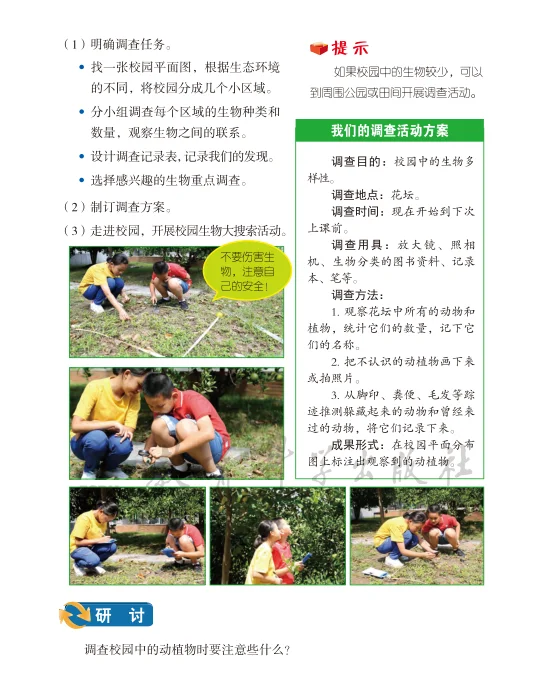 （1）明确调查任务。
• 找一张校园平面图，根据生态环境
的不同，将校园分成几个小区域。
• 分小组调查每个区域的生物种类和
数量，观察生物之间的联系。
• 设计调查记录表，记录我们的发现。
• 选择感兴趣的生物重点调查。
（2）制订调查方案。
（3）走进校园，开展校园生物大搜索活动。
不要伤害生
物，注意自
己的安全！
提示
如果校园中的生物较少，可以
到周围公园或田间开展调查活动。
我们的调查活动方案
调查目的：校园中的生物多
样性。
调查地点：花坛。
调查时间：现在开始到下次
上课前。
调查用具：放大镜、照相
机、生物分类的图书资料、记录
本、笔等。
调查方法：
1. 观察花坛中所有的动物和
植物，统计它们的数量，记下它
们的名称。
2. 把不认识的动植物画下来
或拍照片。
3. 从脚印、粪便、毛发等踪
迹推测躲藏起来的动物和曾经来
过的动物，将它们记录下来。
成果形式：在校园平面分布
图上标注出观察到的动植物。
学出版社
研讨
调查校园中的动植物时要注意些什么？